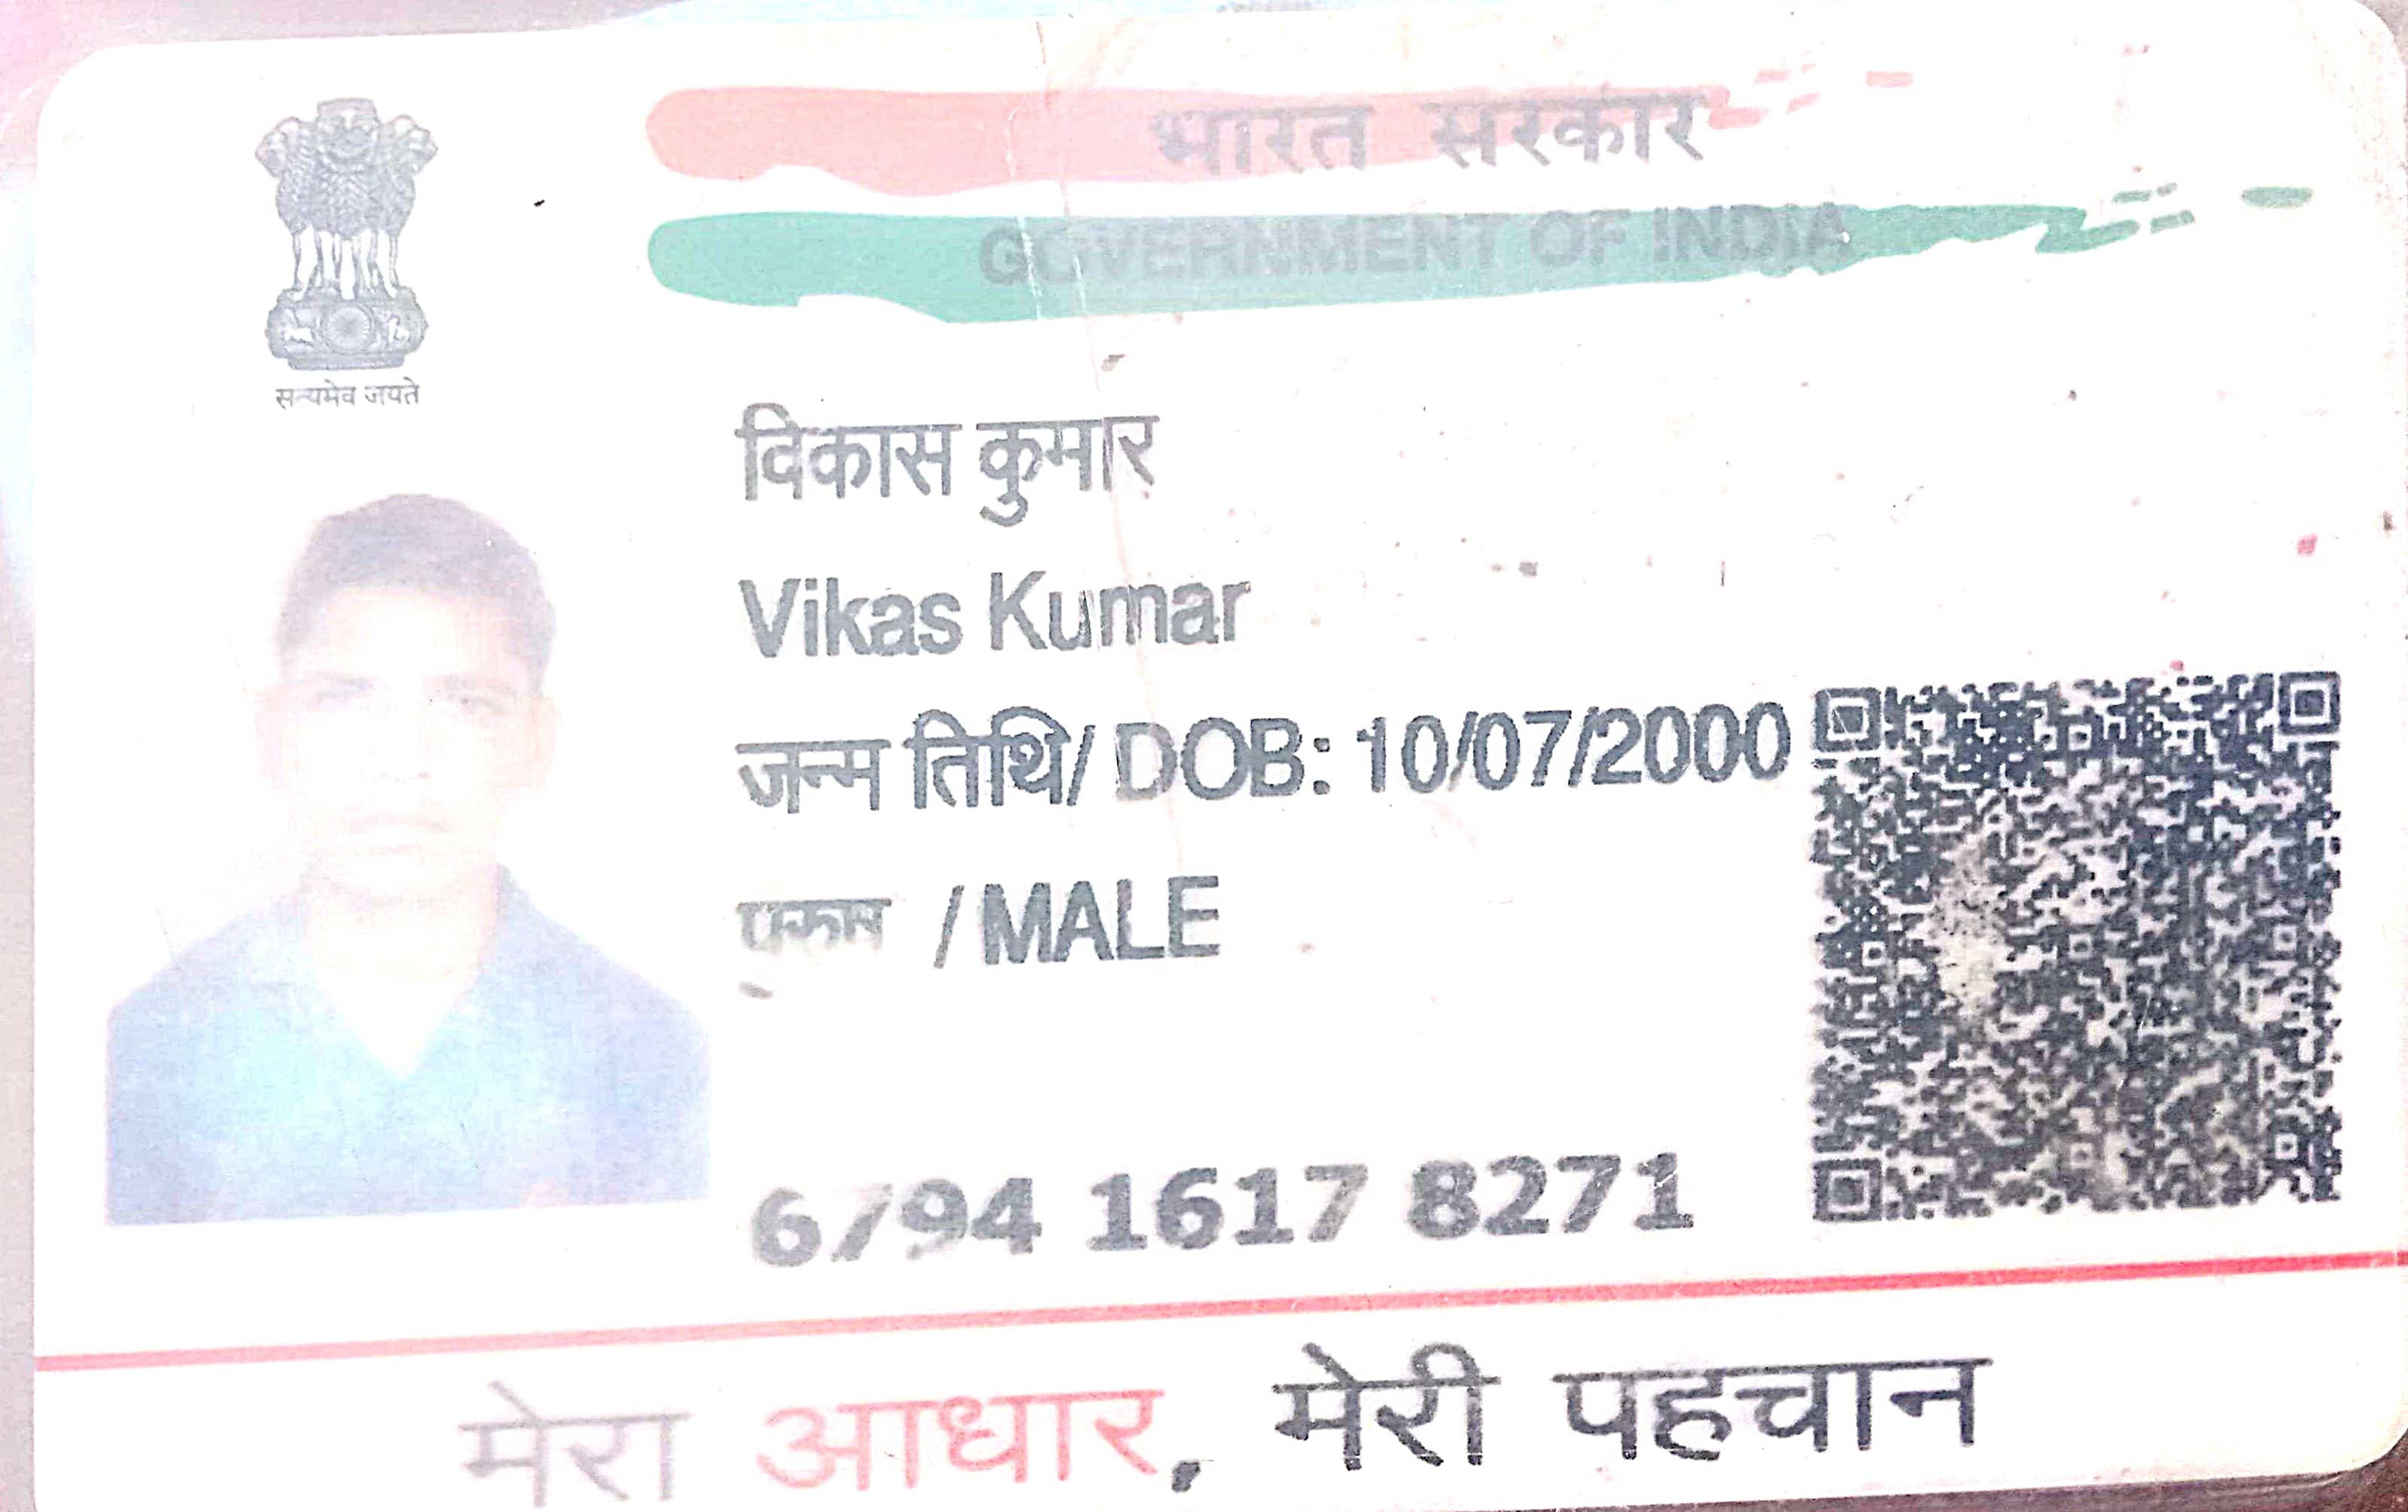 भारत सरकार
GOVERNMENT OF INDIA
सत्यमेव जयते
विकास कुमार
Vikas Kumar
जन्म तिथि/ DOB: 10/07/2000
पुरुष / MALE
6794 1617 8271
मेरा आधार, मेरी पहचान